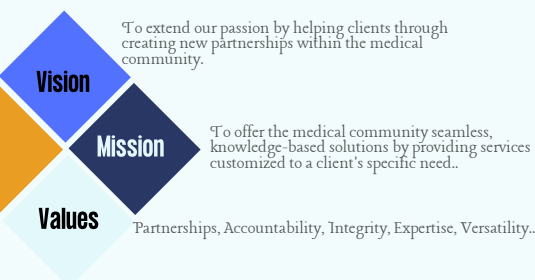 To extend our passion by helping clients through
creating new partnerships within the medical
community.
Vision
To offer the medical community seamless,
knowledge-based solutions by providing services
customized to a client's specific need..
Mission
Values
Partnerships, Accountability, Integrity, Expertise, Versatility..